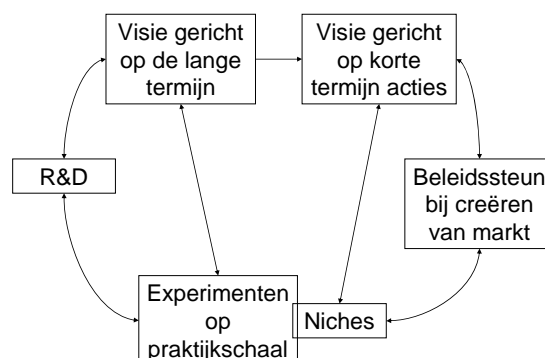 Visie gericht
op de lange
termijn
Visie gericht
op korte
termijn acties
R&D
Beleidssteun
bij creëren
van markt
Experimenten
op
praktijkschaal
Niches